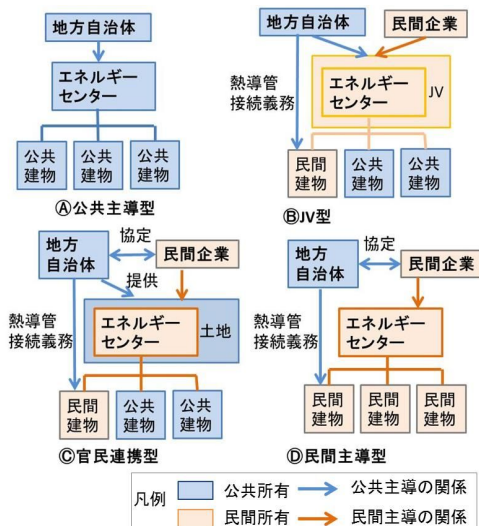 地方自治体
エネルギー
センター
公共
建物
公共
建物
公共
建物
Ⓐ公共主導型
地方自治体
民間企業
熱導管
接続義務
エネルギー
センター
JV
民間
建物
公共
建物
公共
建物
ⒷJV型
地方
自治体
協定
民間企業
提供
熱導管
接続義務
エネルギー
センター
土地
民間
建物
公共
建物
公共
建物
Ⓒ官民連携型
地方
自治体
協定
民間企業
熱導管
接続義務
エネルギー
センター
民間
建物
民間
建物
民間
建物
Ⓓ民間主導型
凡例
公共所有
公共主導の関係
民間所有
民間主導の関係